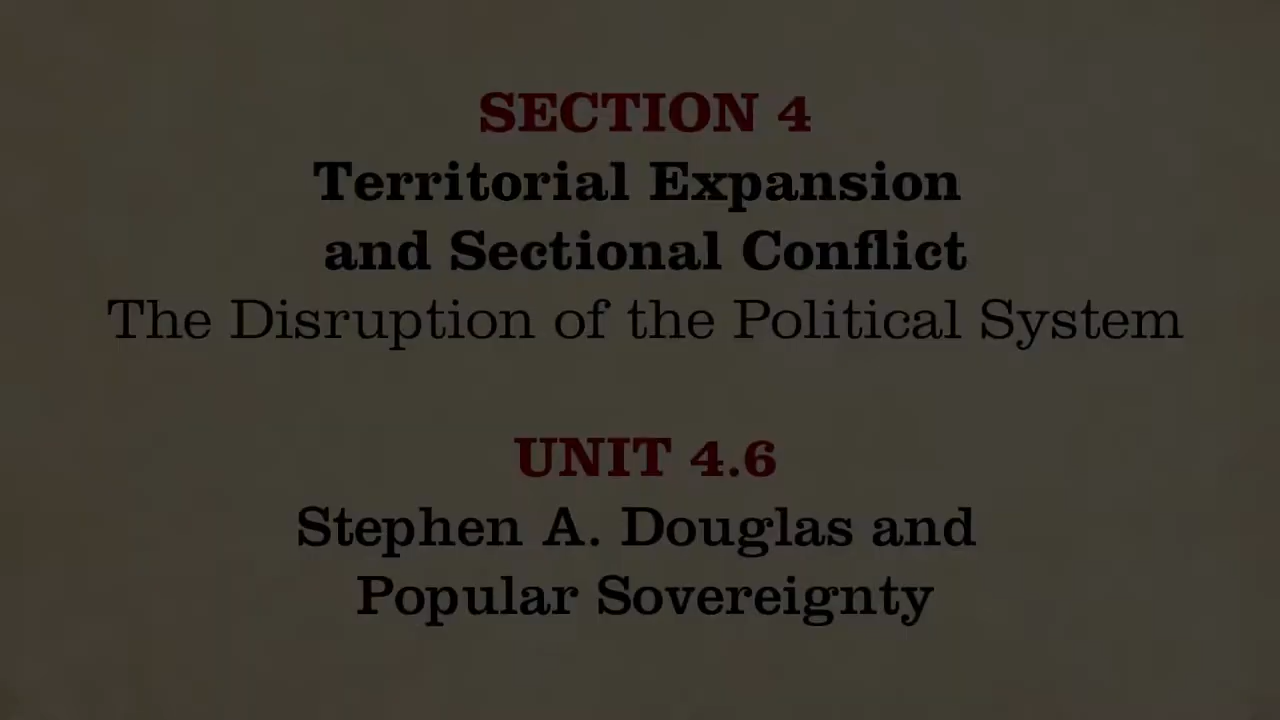 SECTION 4
Territorial Expansion
and Sectional Conflict
The Disruption of the Political System
UNIT 4.6
Stephen A. Douglas and
Popular Sovereignty